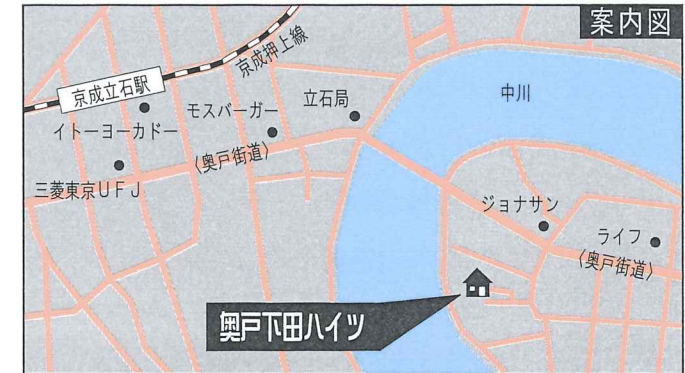 案内図
京成押上線
京成立石駅
イトーヨーカドー
モスバーガー
立石局
中川
三菱東京UFJ
〈奥戸街道〉
ジョナサン
ライフ
〈奥戸街道〉
奥戸下田ハイツ